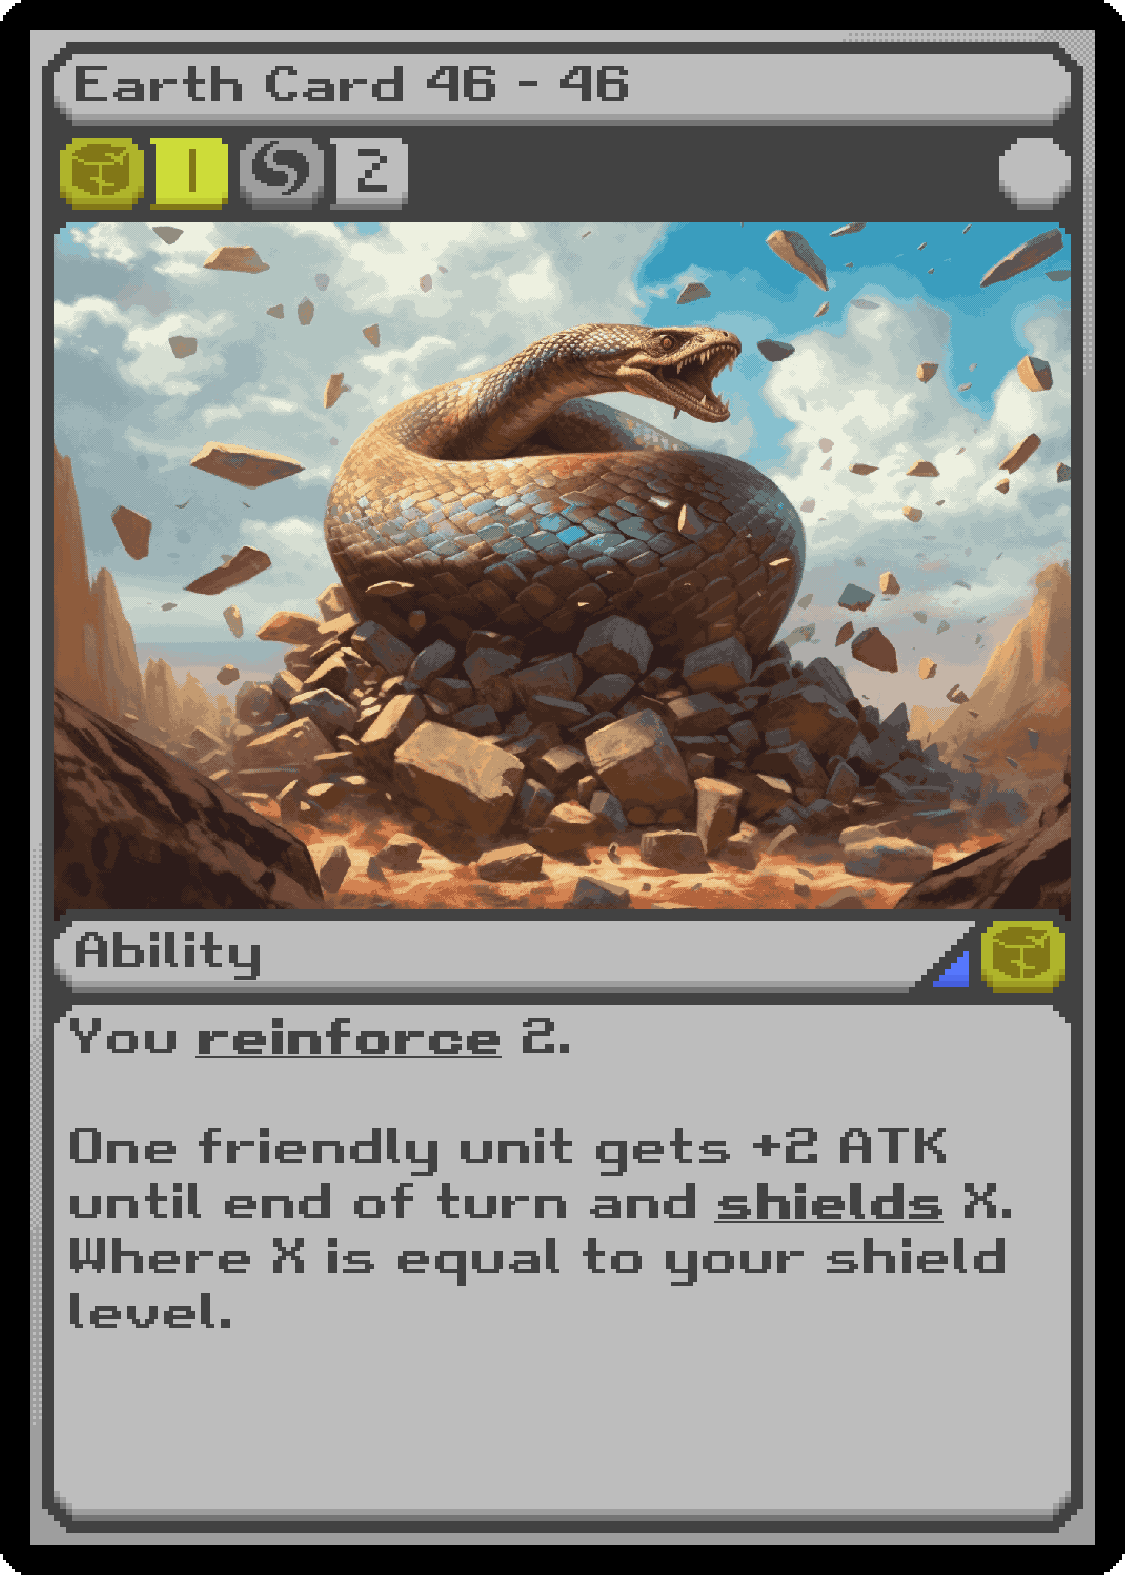 Earth Card 46 - 46
1 2
Ability
You reinforce 2.
One friendly unit gets +2 ATK
until end of turn and shields X.
Where X is equal to your shield
level.